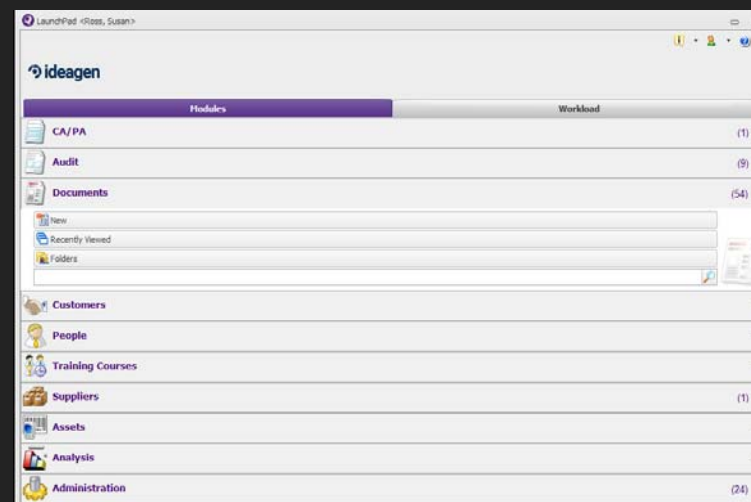 LaunchPad <Ross, Susan>
ideagen
Modules Workload
CA/PA (1)
Audit (9)
Documents (54)
New
Recently Viewed
Folders
Customers
People
Training Courses
Suppliers (1)
Assets
Analysis
Administration (24)